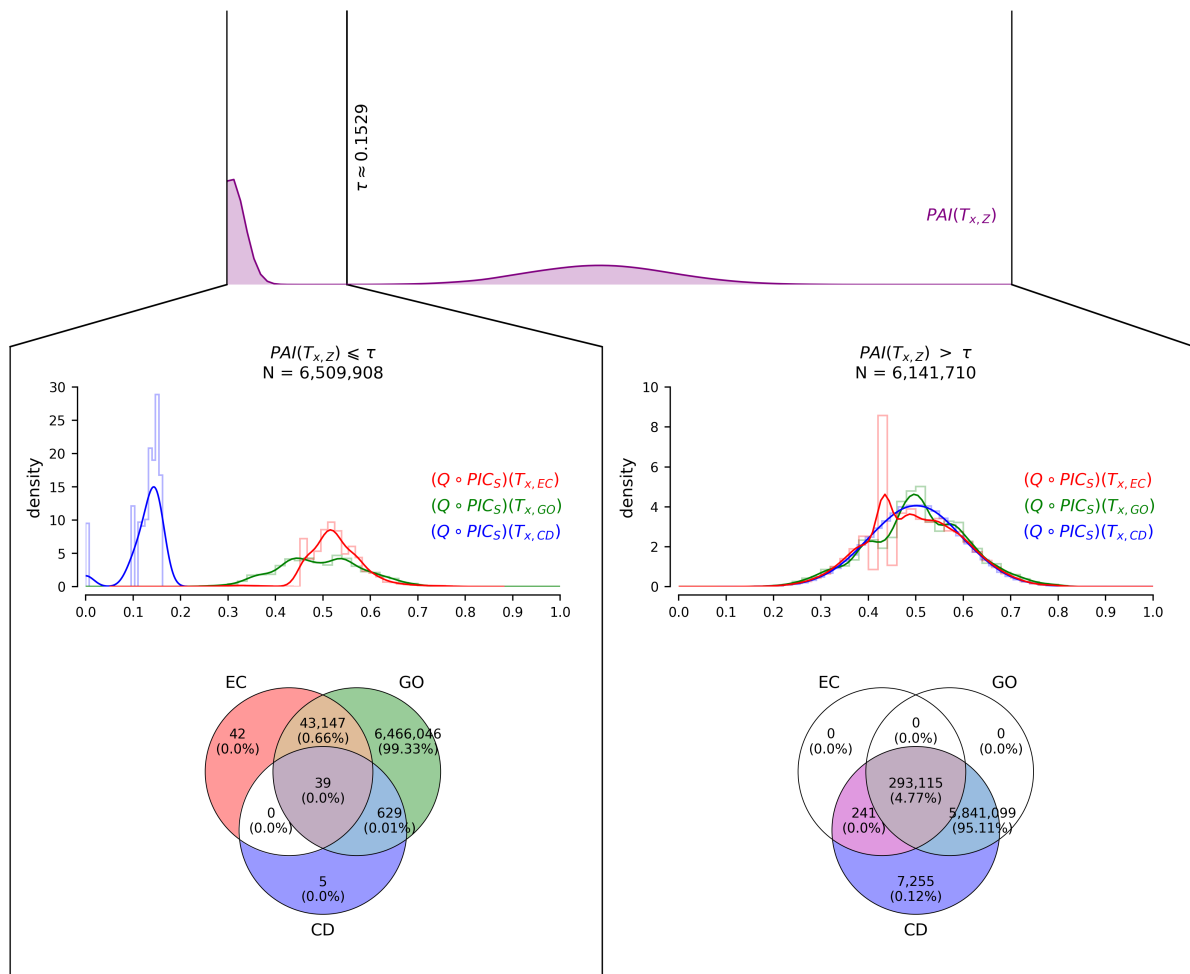 τ ≈ 0.1529
PAI(T_{x,Z})
PAI(T_{x,Z}) ⩽ τ
N = 6,509,908
30
25
20
15
10
5
0
density
0.0 0.1 0.2 0.3 0.4 0.5 0.6 0.7 0.8 0.9 1.0
(Q ∘ PIC_S)(T_{x,EC})
(Q ∘ PIC_S)(T_{x,GO})
(Q ∘ PIC_S)(T_{x,CD})
EC GO
42
(0.0%)
43,147
(0.66%)
6,466,046
(99.33%)
39
(0.0%)
0
(0.0%)
629
(0.01%)
5
(0.0%)
CD
PAI(T_{x,Z}) > τ
N = 6,141,710
10
8
6
4
2
0
density
0.0 0.1 0.2 0.3 0.4 0.5 0.6 0.7 0.8 0.9 1.0
(Q ∘ PIC_S)(T_{x,EC})
(Q ∘ PIC_S)(T_{x,GO})
(Q ∘ PIC_S)(T_{x,CD})
EC GO
0
(0.0%)
0
(0.0%)
0
(0.0%)
293,115
(4.77%)
241
(0.0%)
5,841,099
(95.11%)
7,255
(0.12%)
CD